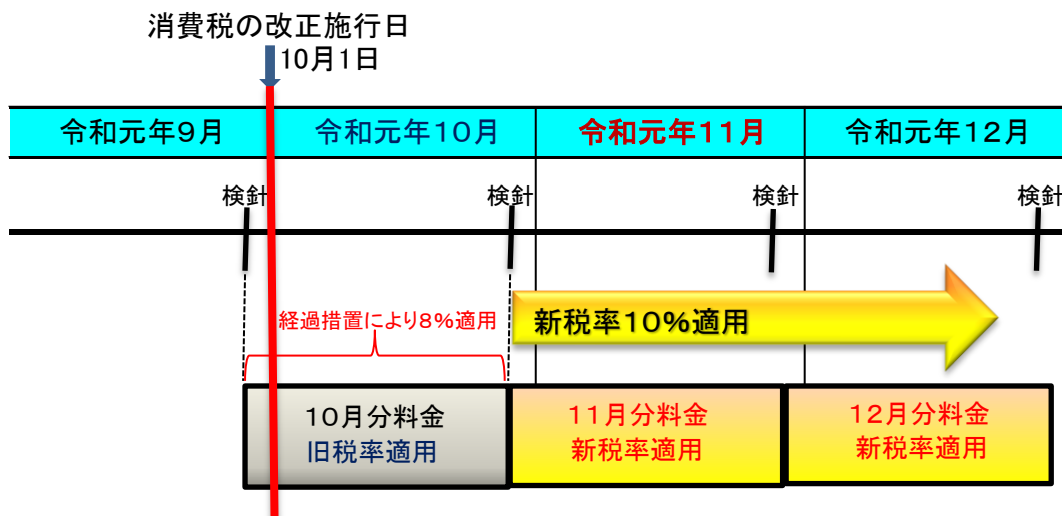 消費税の改正施行日
10月1日
令和元年9月
令和元年10月
令和元年11月
令和元年12月
検針
検針
検針
検針
経過措置により8%適用
新税率10%適用
10月分料金
旧税率適用
11月分料金
新税率適用
12月分料金
新税率適用